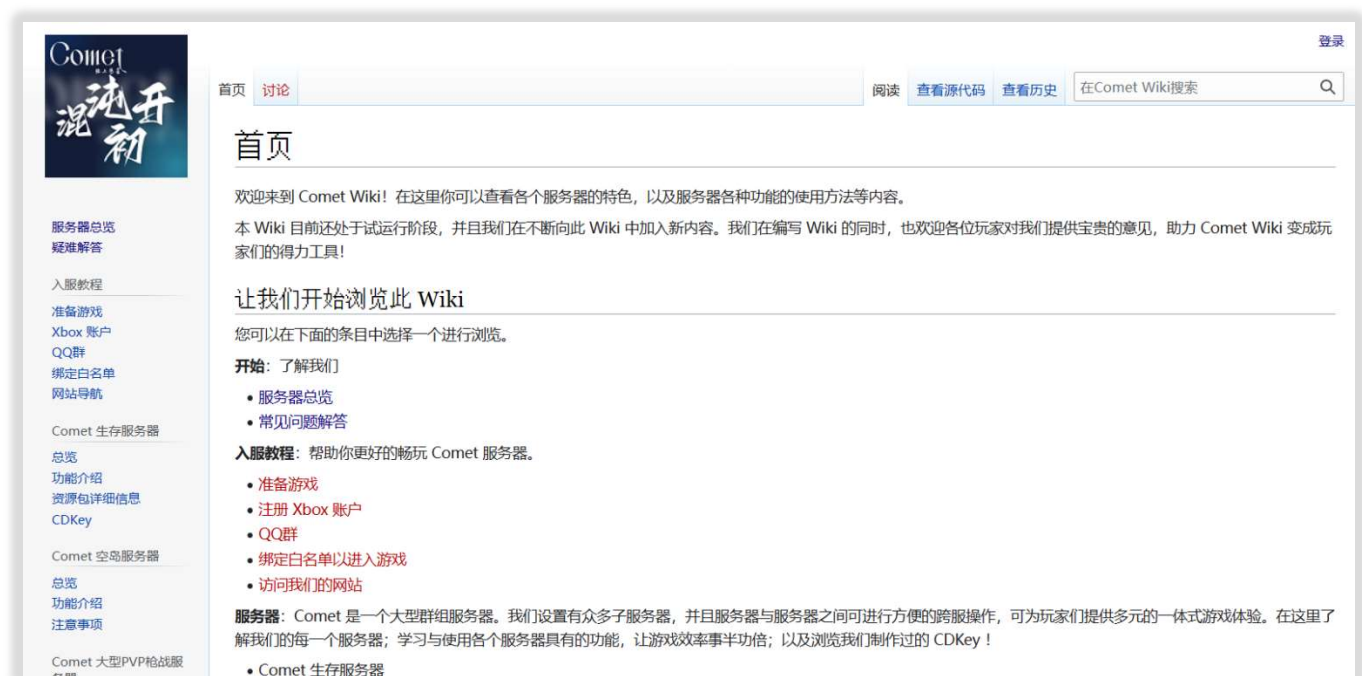 Comet
混沌开初
登录
首页 讨论
阅读 查看源代码 查看历史 在Comet Wiki搜索
首页
欢迎来到 Comet Wiki！在这里你可以查看各个服务器的特色，以及服务器各种功能的使用方法等内容。
本 Wiki 目前还处于试运行阶段，并且我们在不断向此 Wiki 中加入新内容。我们在编写 Wiki 的同时，也欢迎各位玩家对我们提供宝贵的意见，助力 Comet Wiki 变成玩
家们的得力工具！
让我们开始浏览此 Wiki
您可以在下面的条目中选择一个进行浏览。
开始：了解我们
• 服务器总览
• 常见问题解答
入服教程：帮助你更好的畅玩 Comet 服务器。
• 准备游戏
• 注册 Xbox 账户
• QQ群
• 绑定白名单以进入游戏
• 访问我们的网站
服务器：Comet 是一个大型群组服务器。我们设置有众多子服务器，并且服务器与服务器之间可进行方便的跨服操作，可为玩家们提供多元的一体式游戏体验。在这里了
解我们的每一个服务器；学习与使用各个服务器具有的功能，让游戏效率事半功倍；以及浏览我们制作过的 CDKey！
• Comet 生存服务器
服务器总览
疑难解答
入服教程
准备游戏
Xbox 账户
QQ群
绑定白名单
网站导航
Comet 生存服务器
总览
功能介绍
资源包详细信息
CDKey
Comet 空岛服务器
总览
功能介绍
注意事项
Comet 大型PVP枪战服